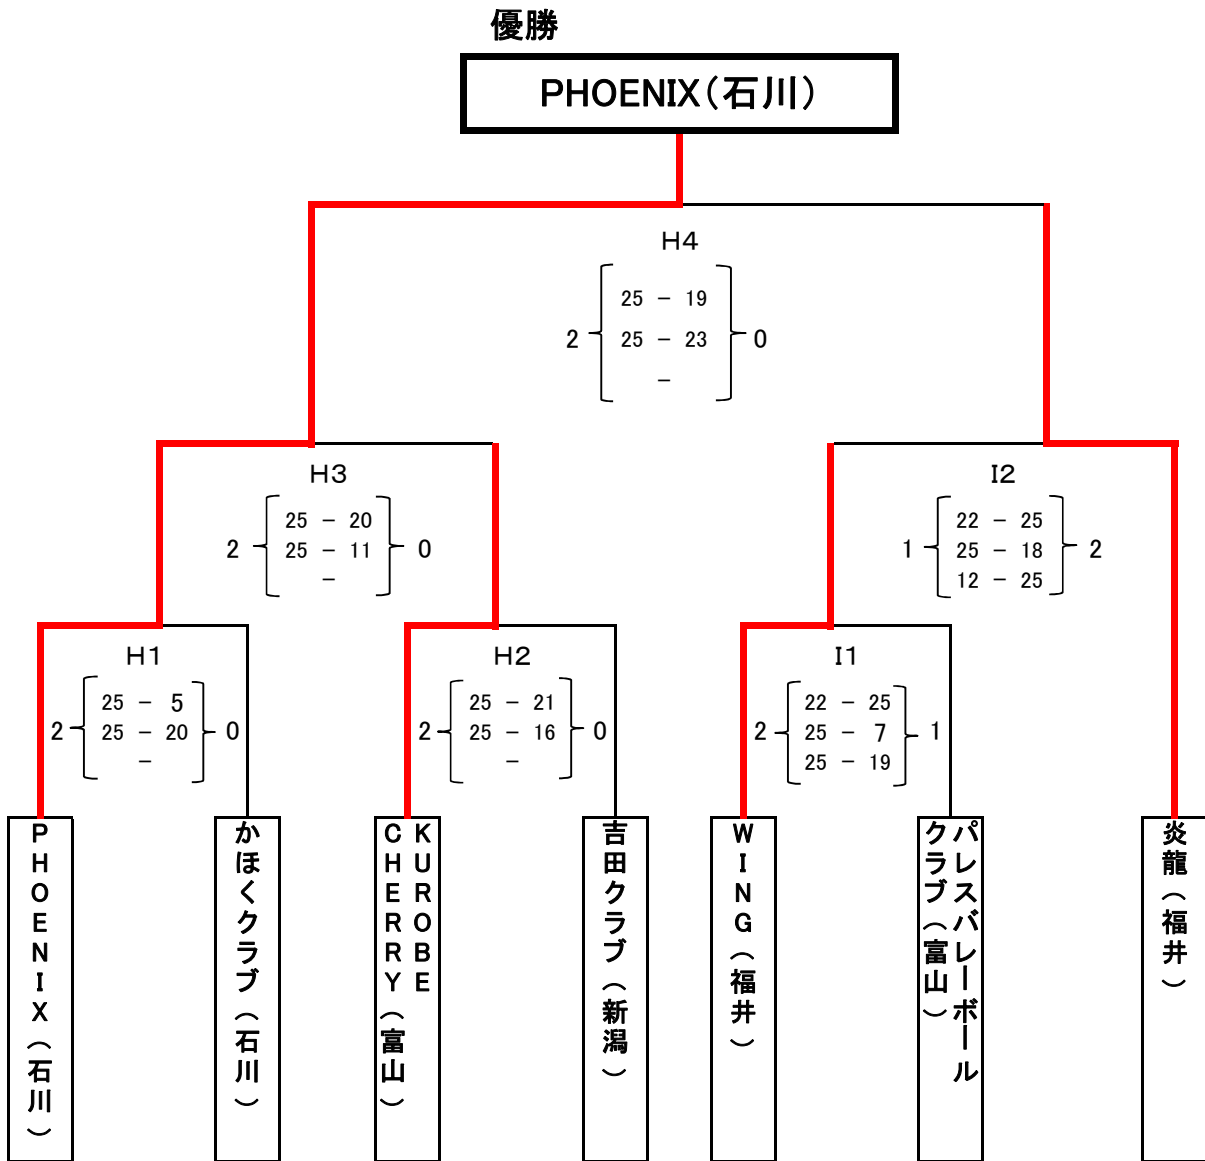 優勝
PHOENIX(石川)
H4
25 － 19
2 25 － 23 0
－
H3
25 － 20
2 25 － 11 0
－
I2
22 － 25
1 25 － 18 2
12 － 25
H1
25 － 5
2 25 － 20 0
－
H2
25 － 21
2 25 － 16 0
－
I1
22 － 25
2 25 － 7 1
25 － 19
PHOENIX(石川)
かほくクラブ(石川)
KUROBE
CHERRY(富山)
吉田クラブ(新潟)
WING(福井)
パレスバレーボール
クラブ(富山)
炎龍(福井)